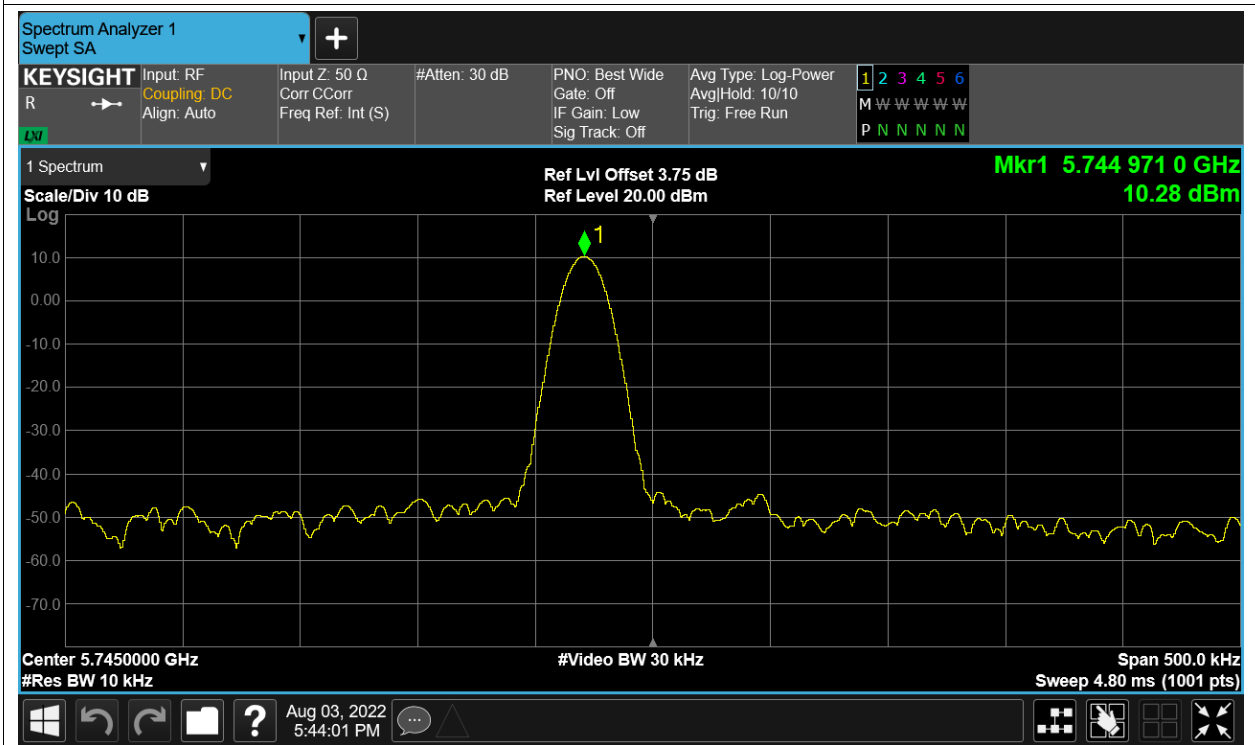 Spectrum Analyzer 1
Swept SA
+
KEYSIGHT Input: RF Input Z: 50 Ω #Atten: 30 dB PNO: Best Wide Avg Type: Log-Power 1 2 3 4 5 6
R Coupling: DC Corr CCorr Gate: Off Avg|Hold: 10/10 M W W W W W W
Align: Auto Freq Ref: Int (S) IF Gain: Low Trig: Free Run
LXI Sig Track: Off P N N N N N
1 Spectrum
Ref Lvl Offset 3.75 dB Mkr1 5.744 971 0 GHz
Scale/Div 10 dB Ref Level 20.00 dBm 10.28 dBm
Log
1
10.0
0.00
-10.0
-20.0
-30.0
-40.0
-50.0
-60.0
-70.0
Center 5.7450000 GHz #Video BW 30 kHz Span 500.0 kHz
#Res BW 10 kHz Sweep 4.80 ms (1001 pts)
? Aug 03, 2022
5:44:01 PM